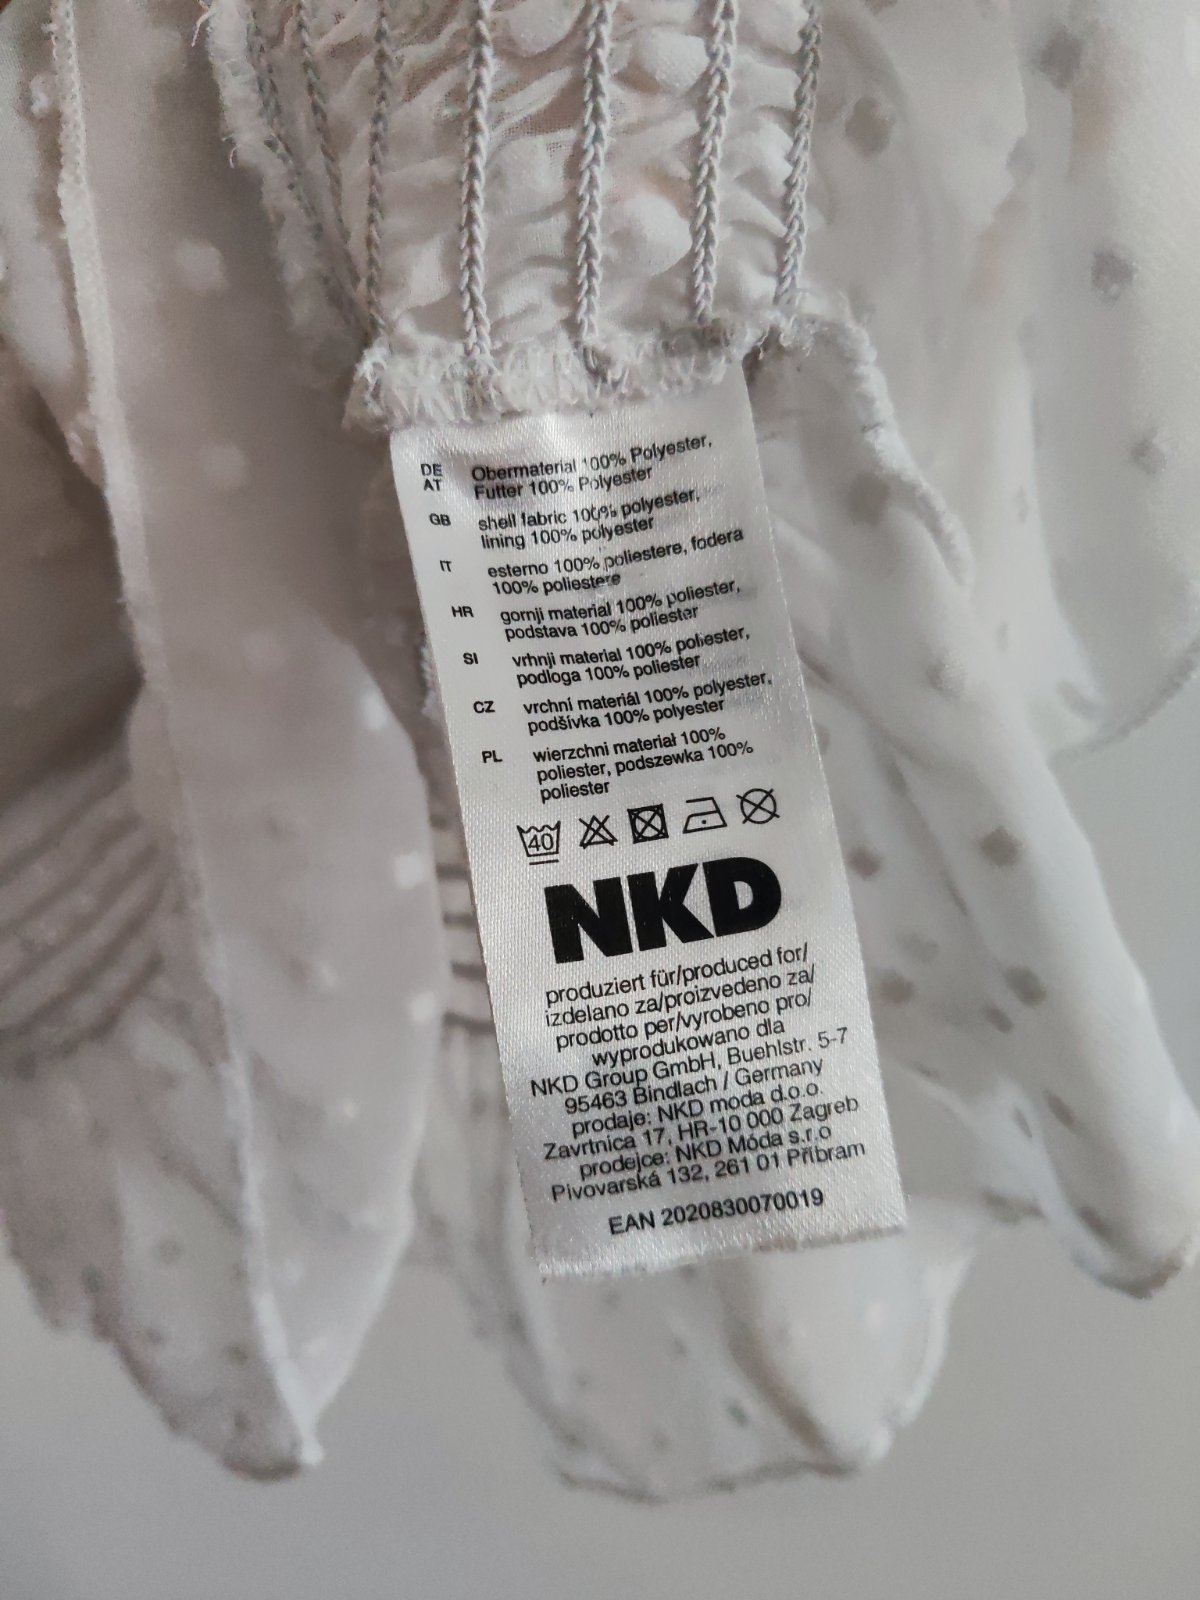 DE AT Obermaterial 100% Polyester,
Futter 100% Polyester
GB shell fabric 100% polyester,
lining 100% polyester
IT esterno 100% poliestere, fodera
100% poliestere
HR gornji material 100% poliester,
podstava 100% poliester
SI vrhnji material 100% poliester,
podloga 100% poliester
CZ vrchní materiál 100% polyester,
podšívka 100% polyester
PL wierzchni materiał 100%
poliester, podszewka 100%
poliester
40
NKD
produziert für/produced for/
izdelano za/proizvedeno za/
prodotto per/vyrobeno pro/
wyprodukowano dla
NKD Group GmbH, Buehlstr. 5-7
95463 Bindlach / Germany
prodaje: NKD moda d.o.o.
Zavrtnica 17, HR-10 000 Zagreb
prodejce: NKD Móda s.r.o
Pivovarská 132, 261 01 Příbram
EAN 2020830070019